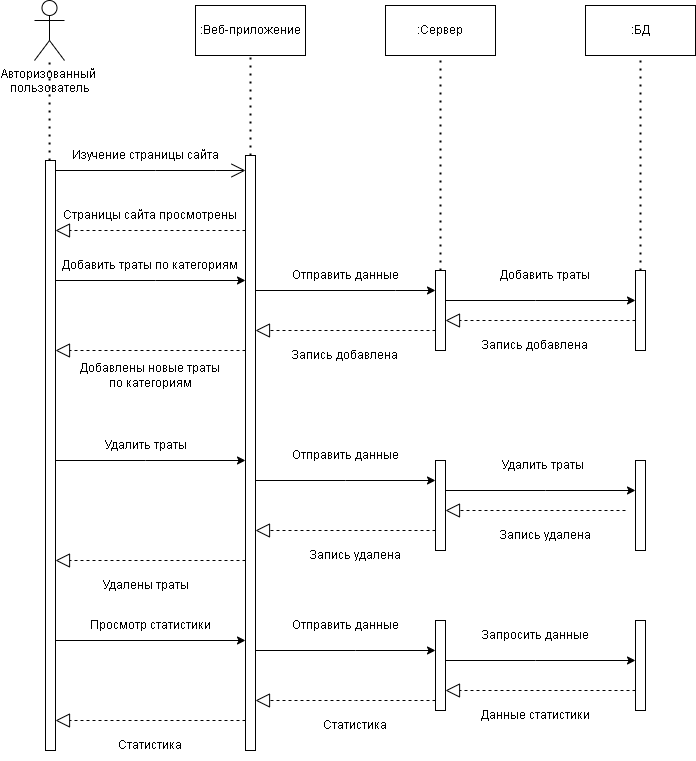 :Веб-приложение
:Сервер
:БД
Авторизованный
пользователь
Изучение страницы сайта
Страницы сайта просмотрены
Добавить траты по категориям
Отправить данные
Добавить траты
Запись добавлена
Запись добавлена
Добавлены новые траты
по категориям
Удалить траты
Отправить данные
Удалить траты
Запись удалена
Запись удалена
Удалены траты
Просмотр статистики
Отправить данные
Запросить данные
Данные статистики
Статистика
Статистика